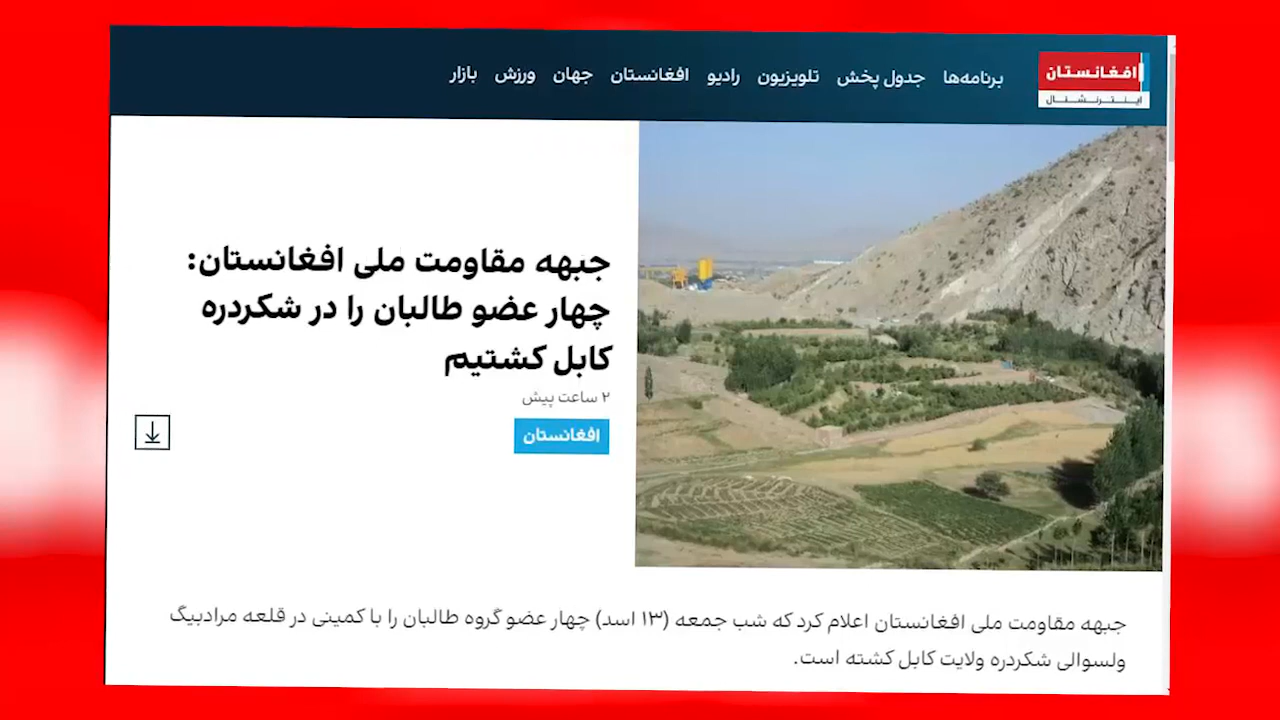 افغانستان
اینترنشنال
برنامه‌ها جدول پخش تلویزیون رادیو افغانستان جهان ورزش بازار
جبهه مقاومت ملی افغانستان:
چهار عضو طالبان را در شکردره
کابل کشتیم
۲ ساعت پیش
افغانستان
جبهه مقاومت ملی افغانستان اعلام کرد که شب جمعه (۱۳ اسد) چهار عضو گروه طالبان را با کمینی در قلعه مرادبیگ
ولسوالی شکردره ولایت کابل کشته است.